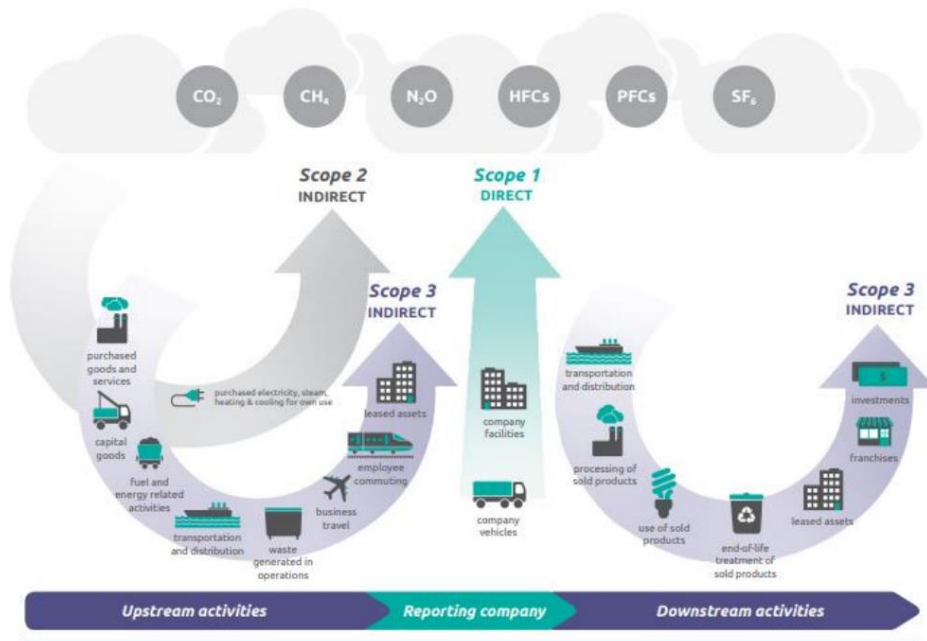 CO₂
CH₄
N₂O
HFCs
PFCs
SF₆
Scope 2
INDIRECT
Scope 1
DIRECT
Scope 3
INDIRECT
Scope 3
INDIRECT
purchased
goods and
services
capital
goods
fuel and
energy related
activities
transportation
and distribution
waste
generated in
operations
business
travel
employee
commuting
leased assets
purchased electricity, steam,
heating & cooling for own use
company
facilities
company
vehicles
transportation
and distribution
processing of
sold products
use of sold
products
end-of-life
treatment of
sold products
leased assets
franchises
investments
$
Upstream activities
Reporting company
Downstream activities